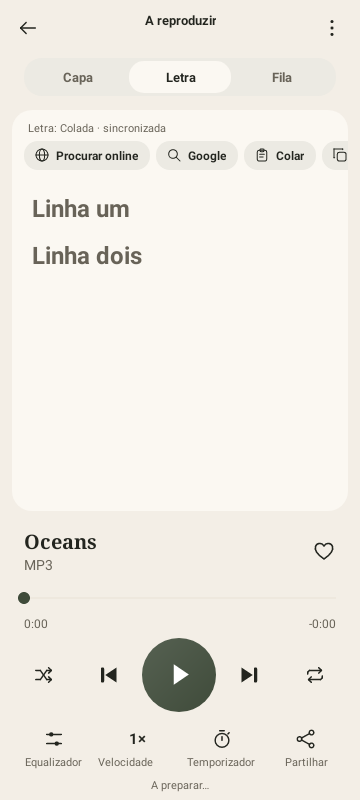 A reproduzir
Capa
Letra
Fila
Letra: Colada · sincronizada
Procurar online
Google
Colar
Linha um
Linha dois
Oceans
MP3
0:00
-0:00
1×
Equalizador
Velocidade
Temporizador
Partilhar
A preparar…